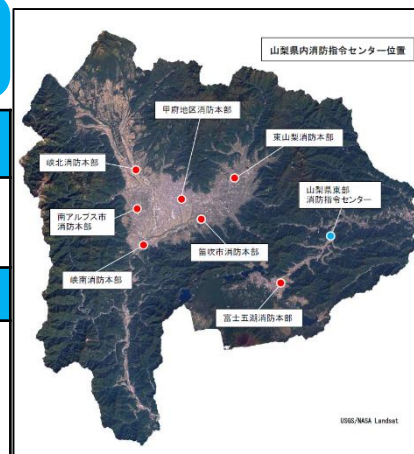 山梨県内消防指令センター位置
甲府地区消防本部
東山梨消防本部
峡北消防本部
山梨県東部
消防指令センター
南アルプス市
消防本部
笛吹市消防本部
峡南消防本部
富士五湖消防本部
USGS/NASA Landsat